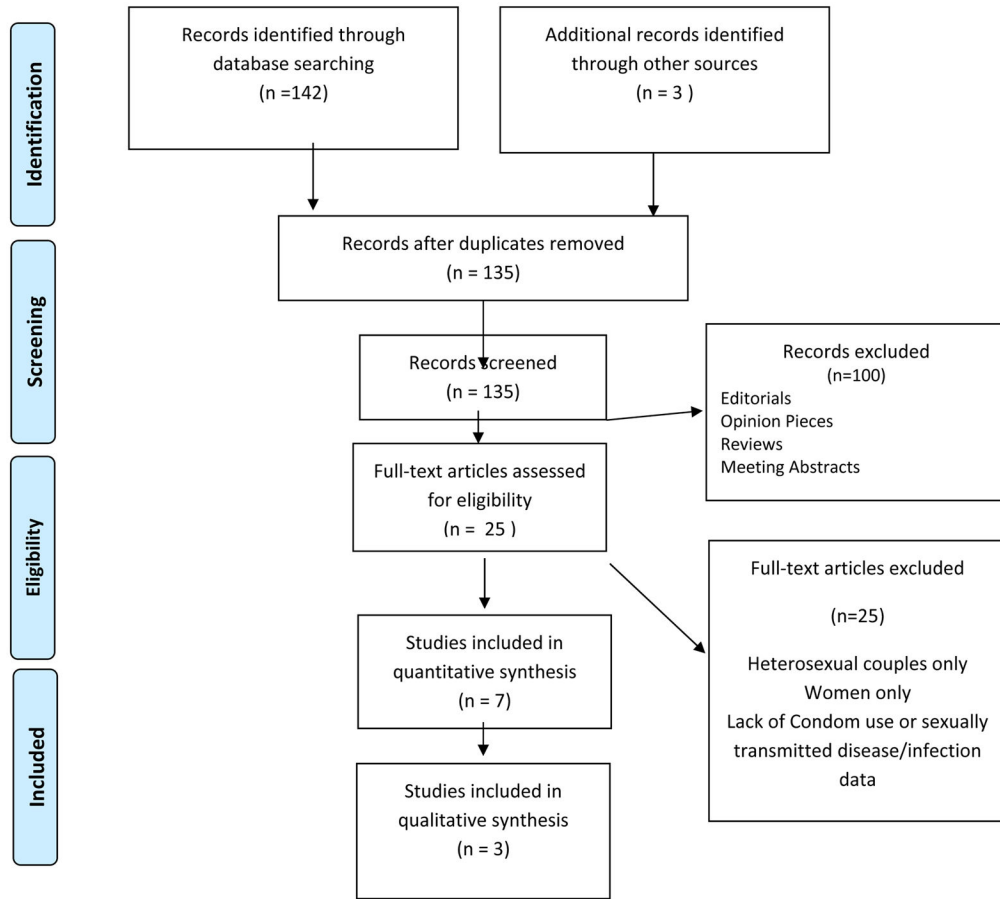 Identification
Records identified through
database searching
(n =142)
Additional records identified
through other sources
(n = 3 )
Records after duplicates removed
(n = 135)
Screening
Records screened
(n = 135)
Records excluded
(n=100)
Editorials
Opinion Pieces
Reviews
Meeting Abstracts
Eligibility
Full-text articles assessed
for eligibility
(n =  25 )
Full-text articles excluded
(n=25)
Heterosexual couples only
Women only
Lack of Condom use or sexually
transmitted disease/infection
data
Studies included in
quantitative synthesis
(n = 7)
Included
Studies included in
qualitative synthesis
(n = 3)